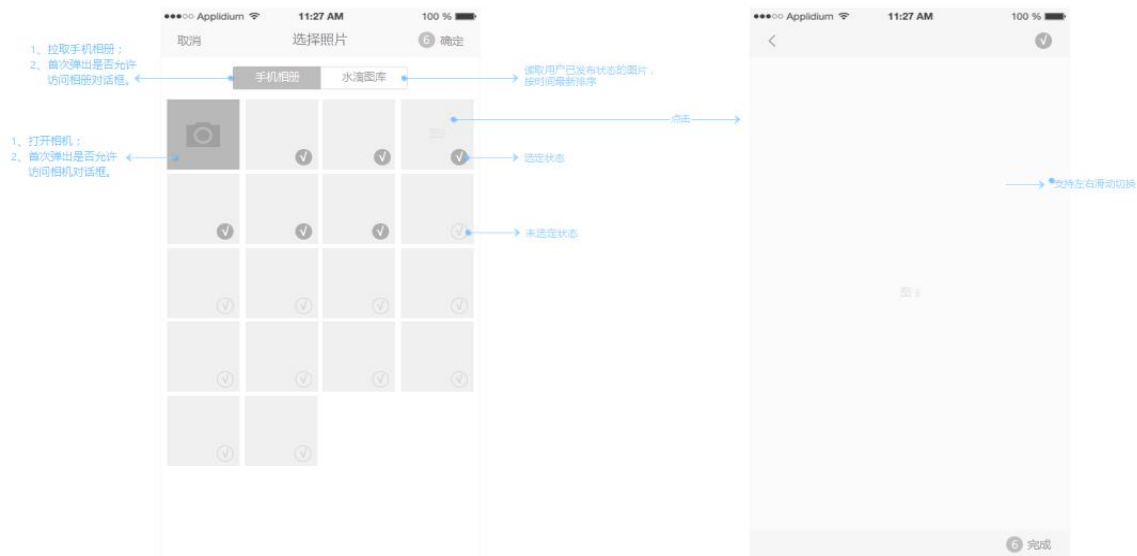 ●●●○○ Applidium 11:27 AM 100 %
取消 选择照片 6 确定
1、拉取手机相册；
2、首次弹出是否允许
访问相册对话框。
手机相册 水滴图库
读取用户已发布状态的图片，
按时间最新排序
点击
1、打开相机；
2、首次弹出是否允许
访问相机对话框。
选定状态
未选定状态
●●●○○ Applidium 11:27 AM 100 %
支持左右滑动切换
6 完成